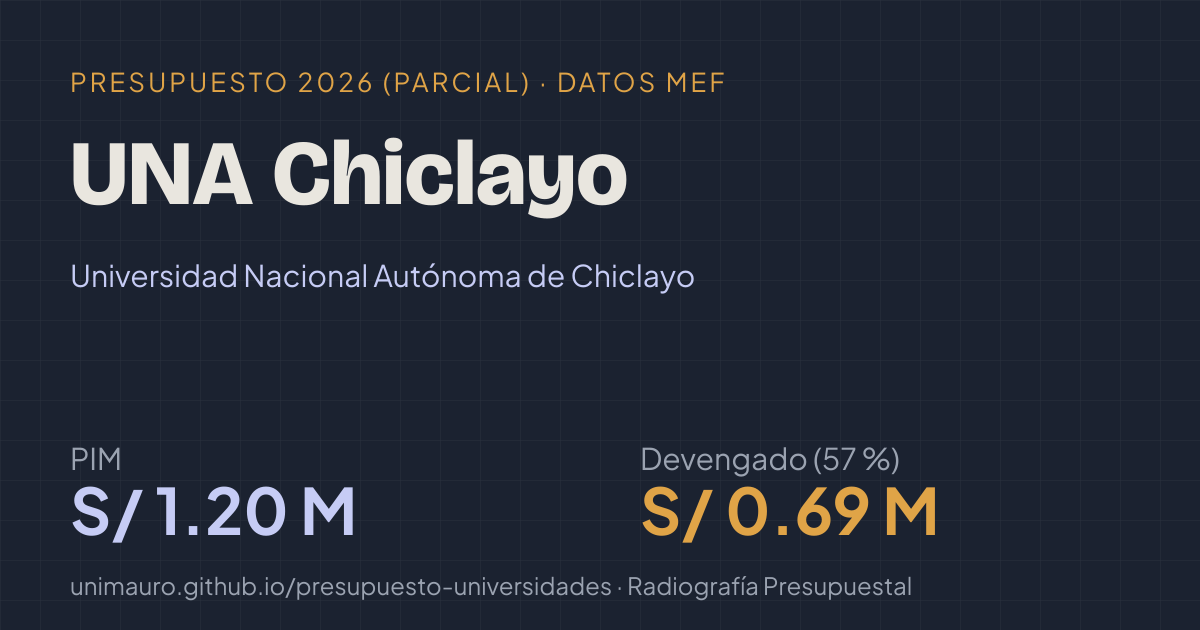 PRESUPUESTO 2026 (PARCIAL) · DATOS MEF
UNA Chiclayo
Universidad Nacional Autónoma de Chiclayo
PIM
S/ 1.20 M
Devengado (57 %)
S/ 0.69 M
unimauro.github.io/presupuesto-universidades · Radiografía Presupuestal